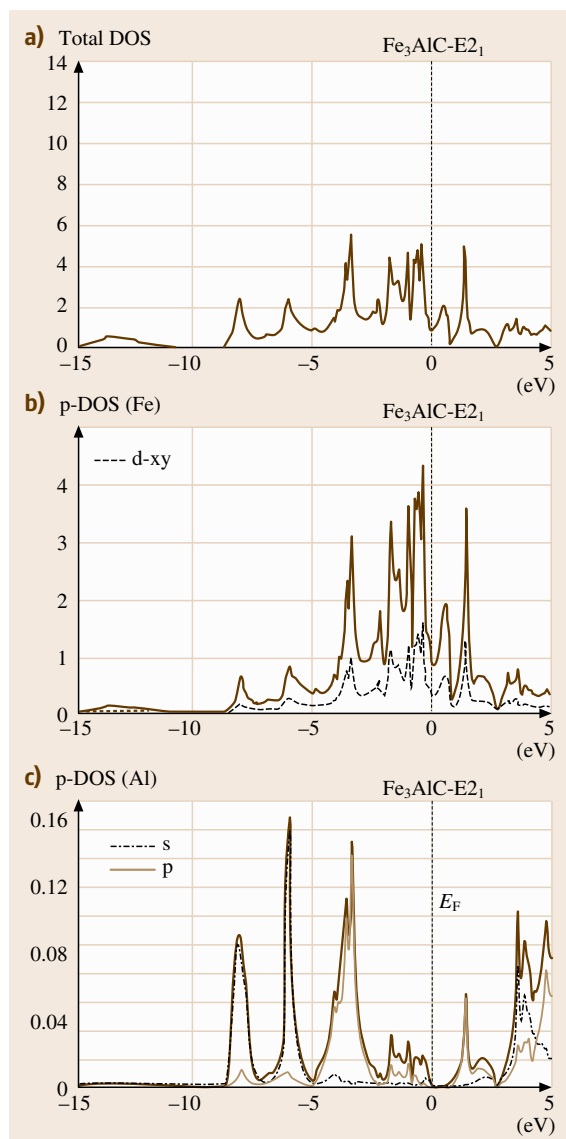 a) Total DOS
Fe₃AlC-E2₁
14
12
10
8
6
4
2
0
–15 –10 –5 0 5
(eV)
b) p-DOS (Fe)
Fe₃AlC-E2₁
d-xy
4
3
2
1
0
–15 –10 –5 0 5
(eV)
c) p-DOS (Al)
Fe₃AlC-E2₁
0.16
s
p
0.12
E_F
0.08
0.04
0
–15 –10 –5 0 5
(eV)